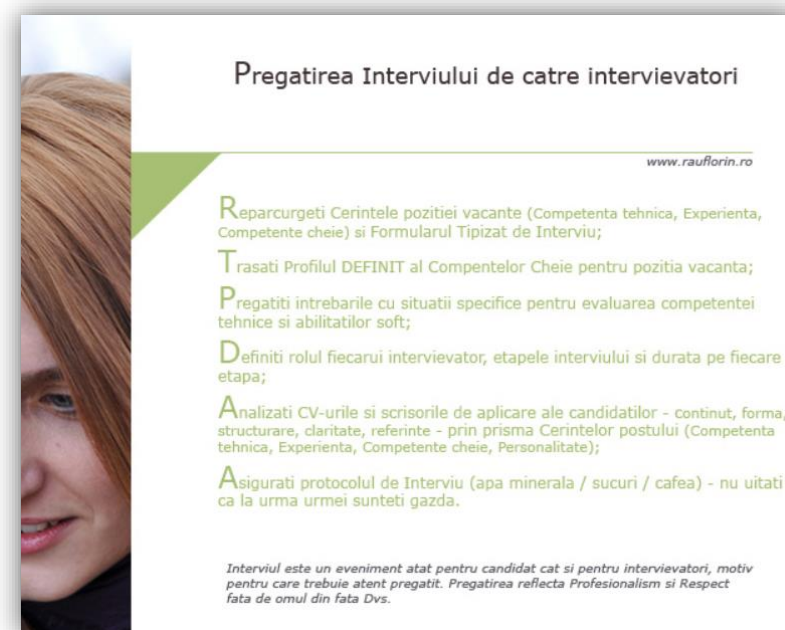 Pregatirea Interviului de catre intervievatori
www.rauflorin.ro
Reparcurgeti Cerintele pozitiei vacante (Competenta tehnica, Experienta,
Competente cheie) si Formularul Tipizat de Interviu;
Trasati Profilul DEFINIT al Compentelor Cheie pentru pozitia vacanta;
Pregatiti intrebarile cu situatii specifice pentru evaluarea competentei
tehnice si abilitatilor soft;
Definiti rolul fiecarui intervievator, etapele interviului si durata pe fiecare
etapa;
Analizati CV-urile si scrisorile de aplicare ale candidatilor - continut, forma,
structurare, claritate, referinte - prin prisma Cerintelor postului (Competenta
tehnica, Experienta, Competente cheie, Personalitate);
Asigurati protocolul de Interviu (apa minerala / sucuri / cafea) - nu uitati
ca la urma urmei sunteti gazda.
Interviul este un eveniment atat pentru candidat cat si pentru intervievatori, motiv
pentru care trebuie atent pregatit. Pregatirea reflecta Profesionalism si Respect
fata de omul din fata Dvs.